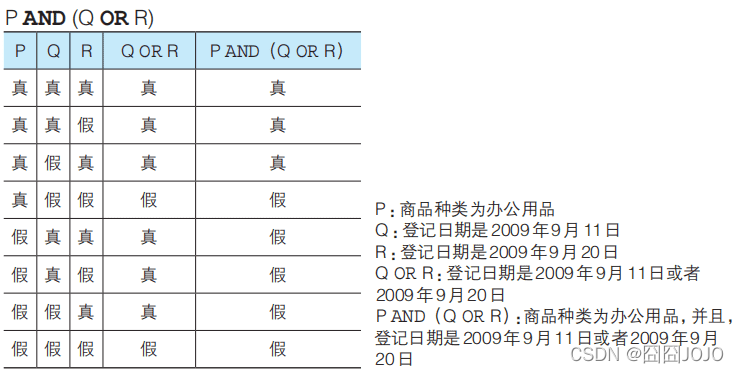 P AND (Q OR R)
P Q R Q OR R P AND（Q OR R）
真 真 真 真 真
真 真 假 真 真
真 假 真 真 真
真 假 假 假 假
假 真 真 真 假
假 真 假 真 假
假 假 真 真 假
假 假 假 假 假
P：商品种类为办公用品
Q：登记日期是2009年9月11日
R：登记日期是2009年9月20日
Q OR R：登记日期是2009年9月11日或者
2009年9月20日
P AND（Q OR R）：商品种类为办公用品，并且，
登记日期是2009年9月11日或者2009年9月
20日
CSDN @囧囧JOJO